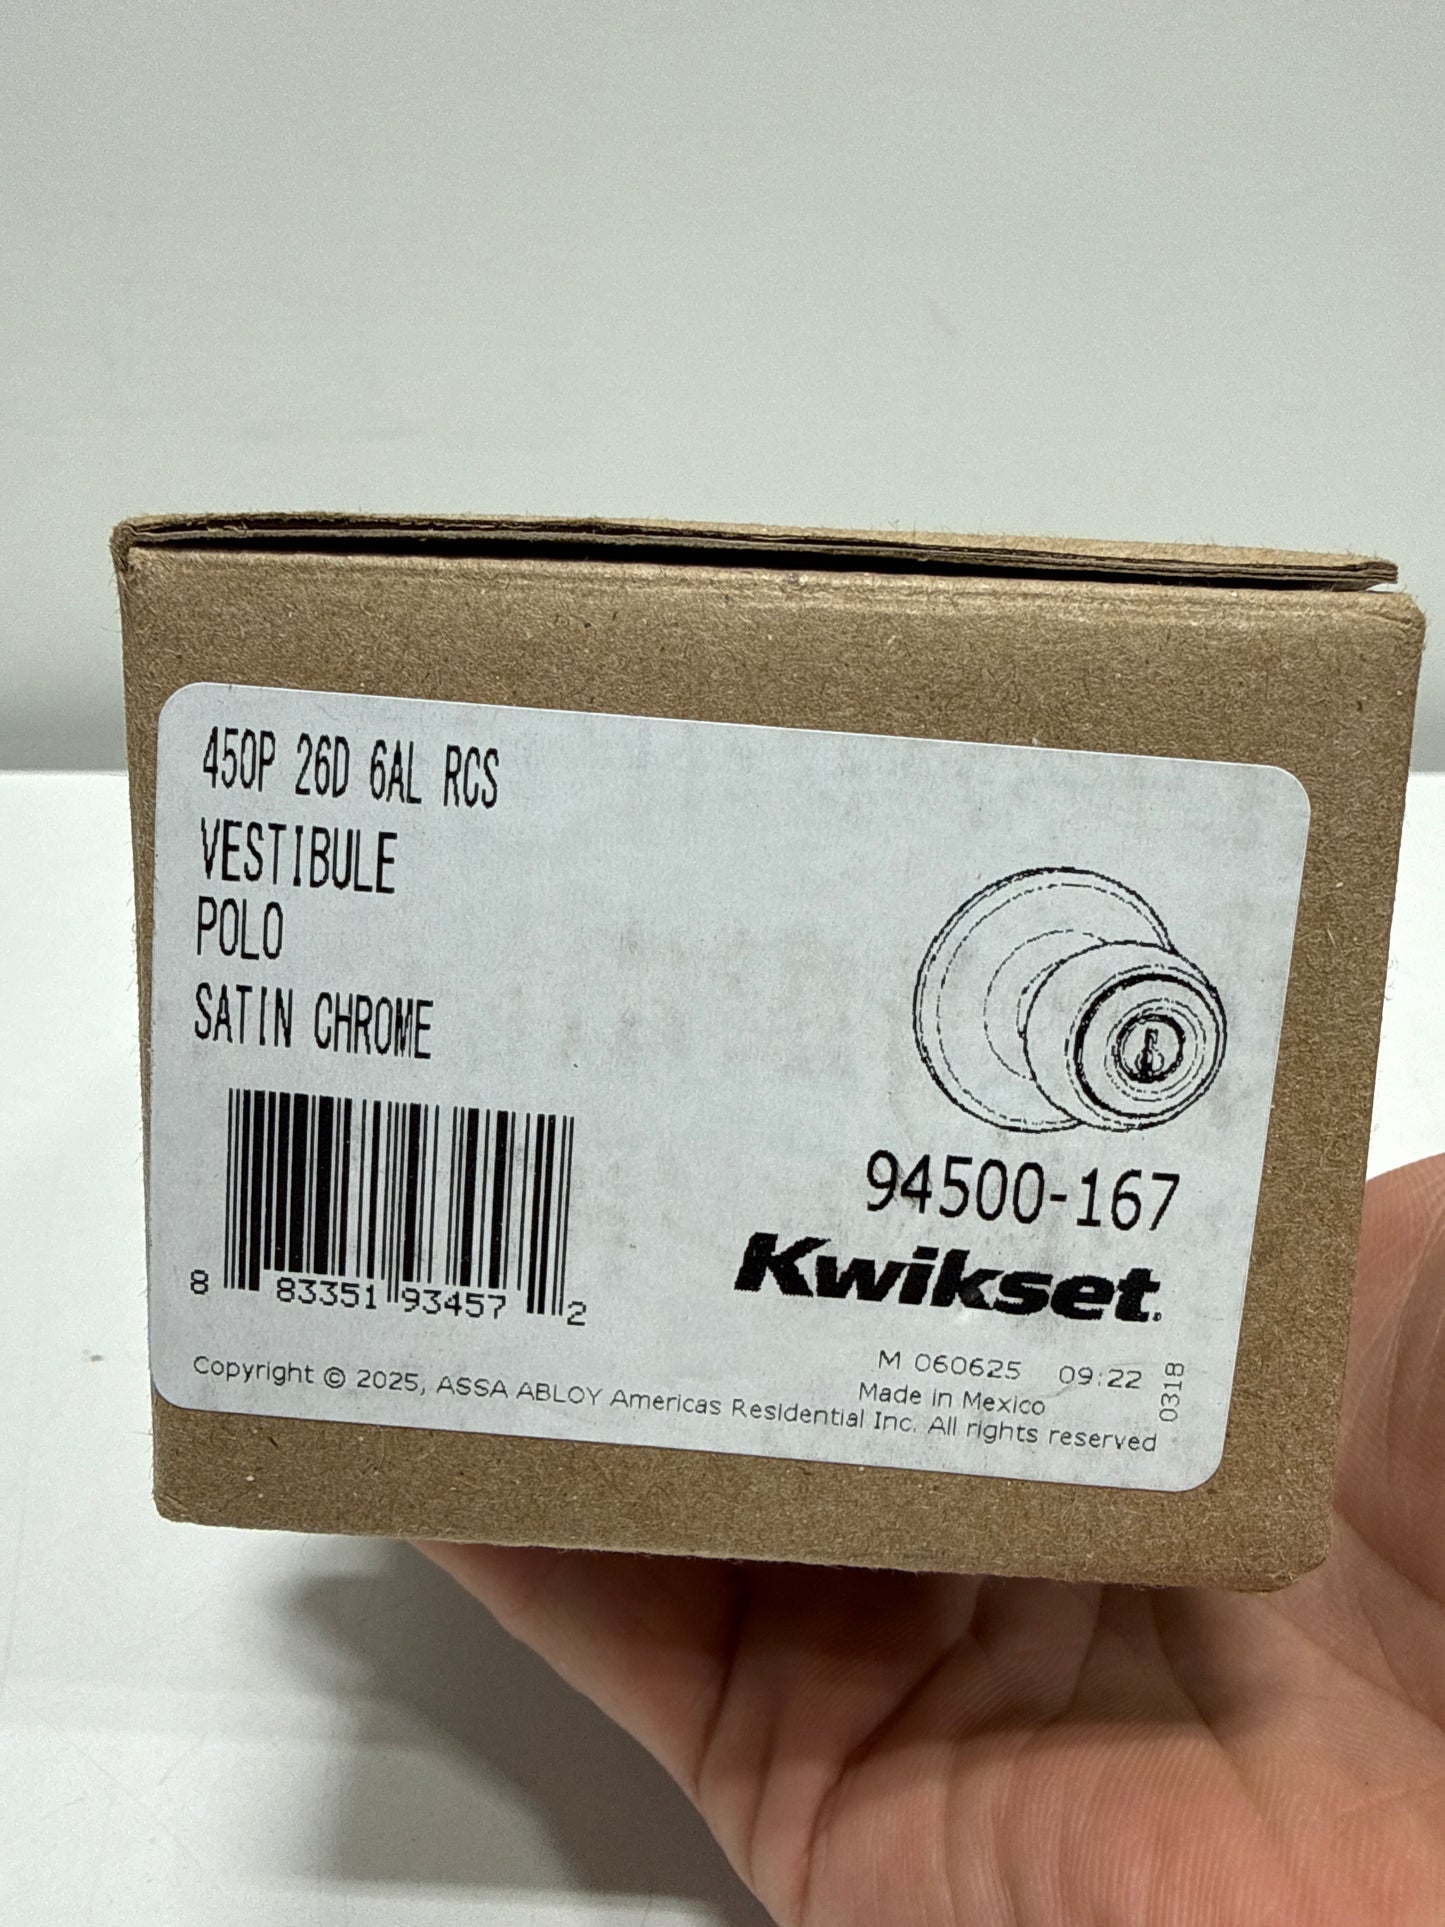 450P 26D 6AL RCS
VESTIBULE
POLO
SATIN CHROME
94500-167
Kwikset.
8 83351 93457 2
M 060625 09:22
0318
Made in Mexico
Copyright © 2025, ASSA ABLOY Americas Residential Inc. All rights reserved